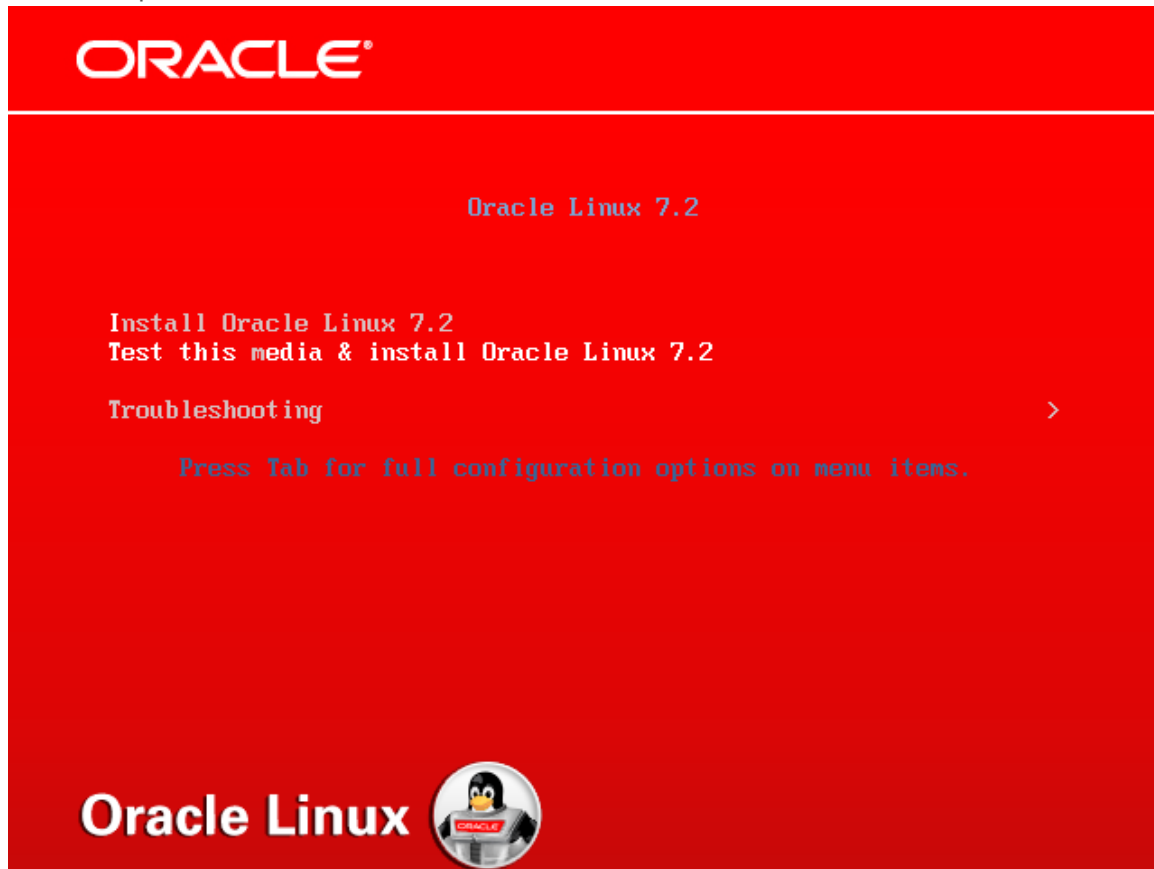 ORACLE®
Oracle Linux 7.2
Install Oracle Linux 7.2
Test this media & install Oracle Linux 7.2
Troubleshooting >
Press Tab for full configuration options on menu items.
Oracle Linux
ORACLE